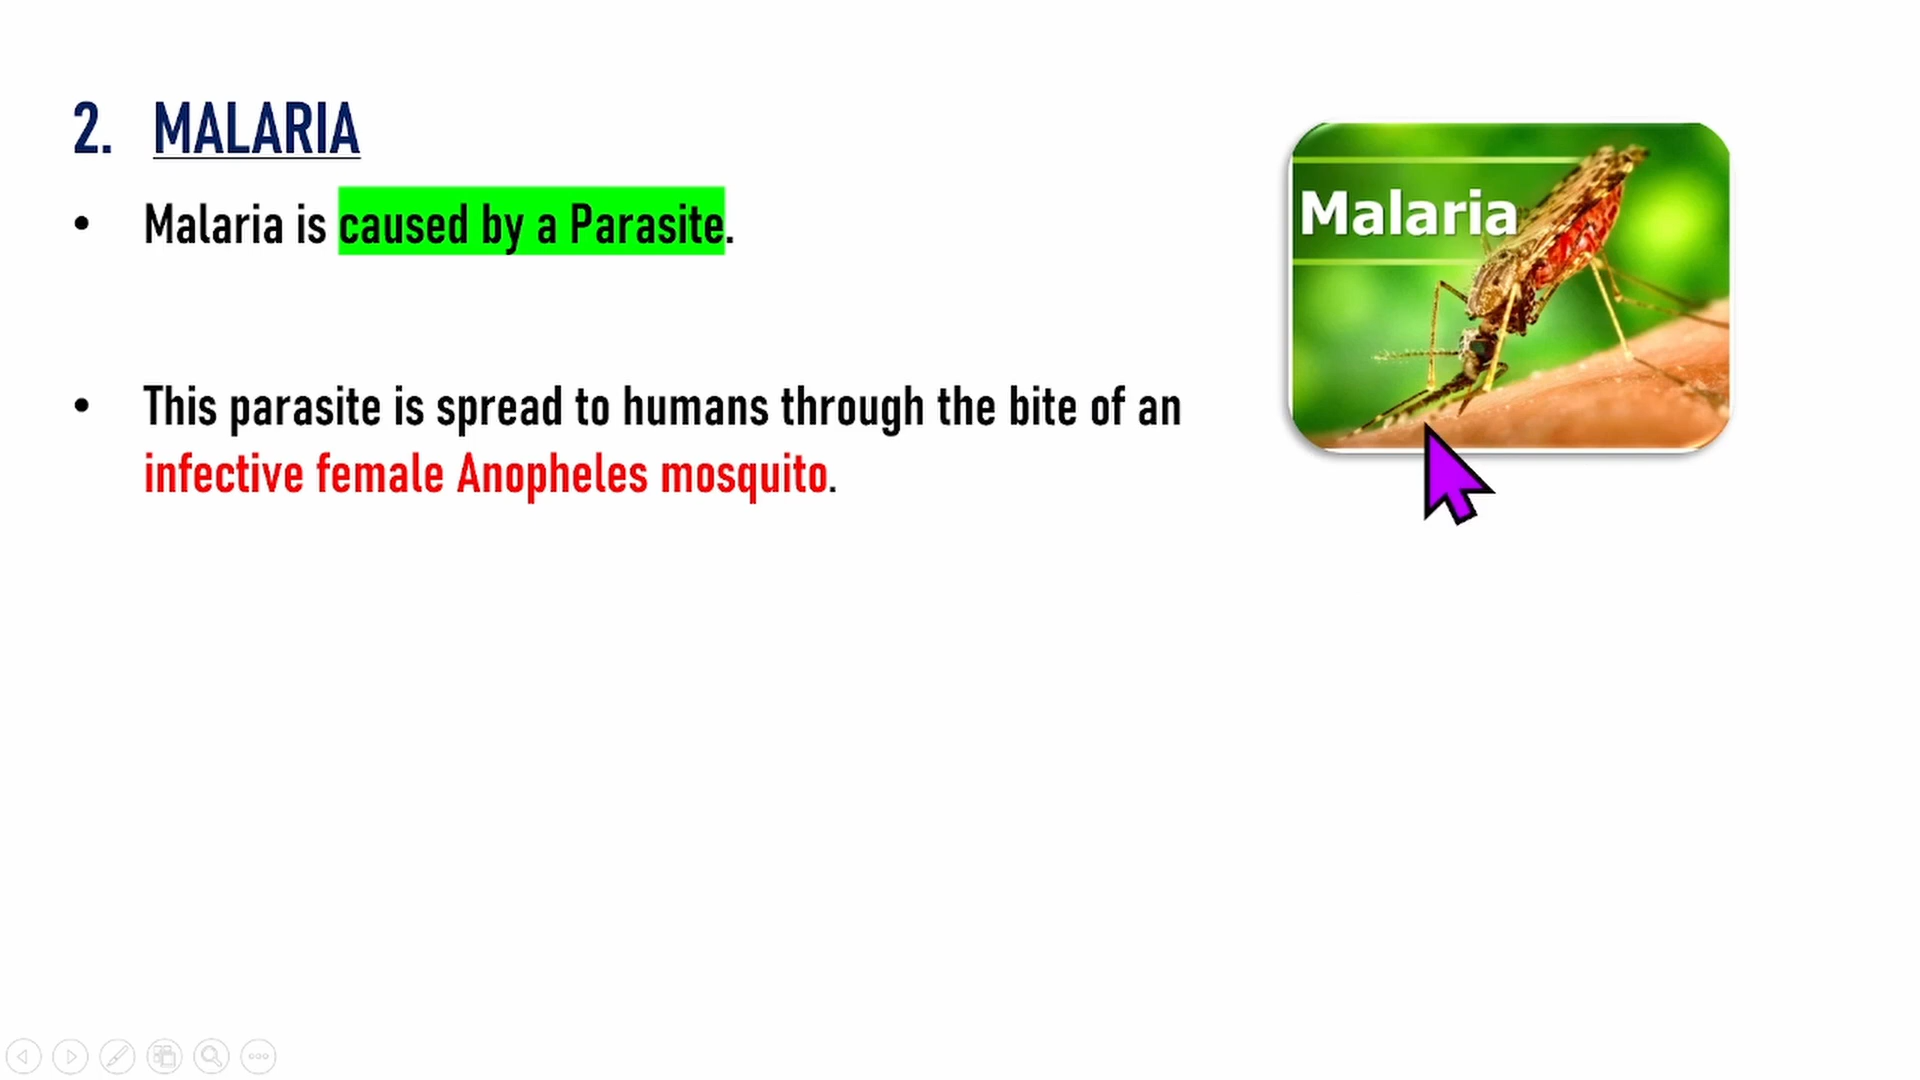 2. MALARIA
• Malaria is caused by a Parasite.
• This parasite is spread to humans through the bite of an
infective female Anopheles mosquito.
Malaria